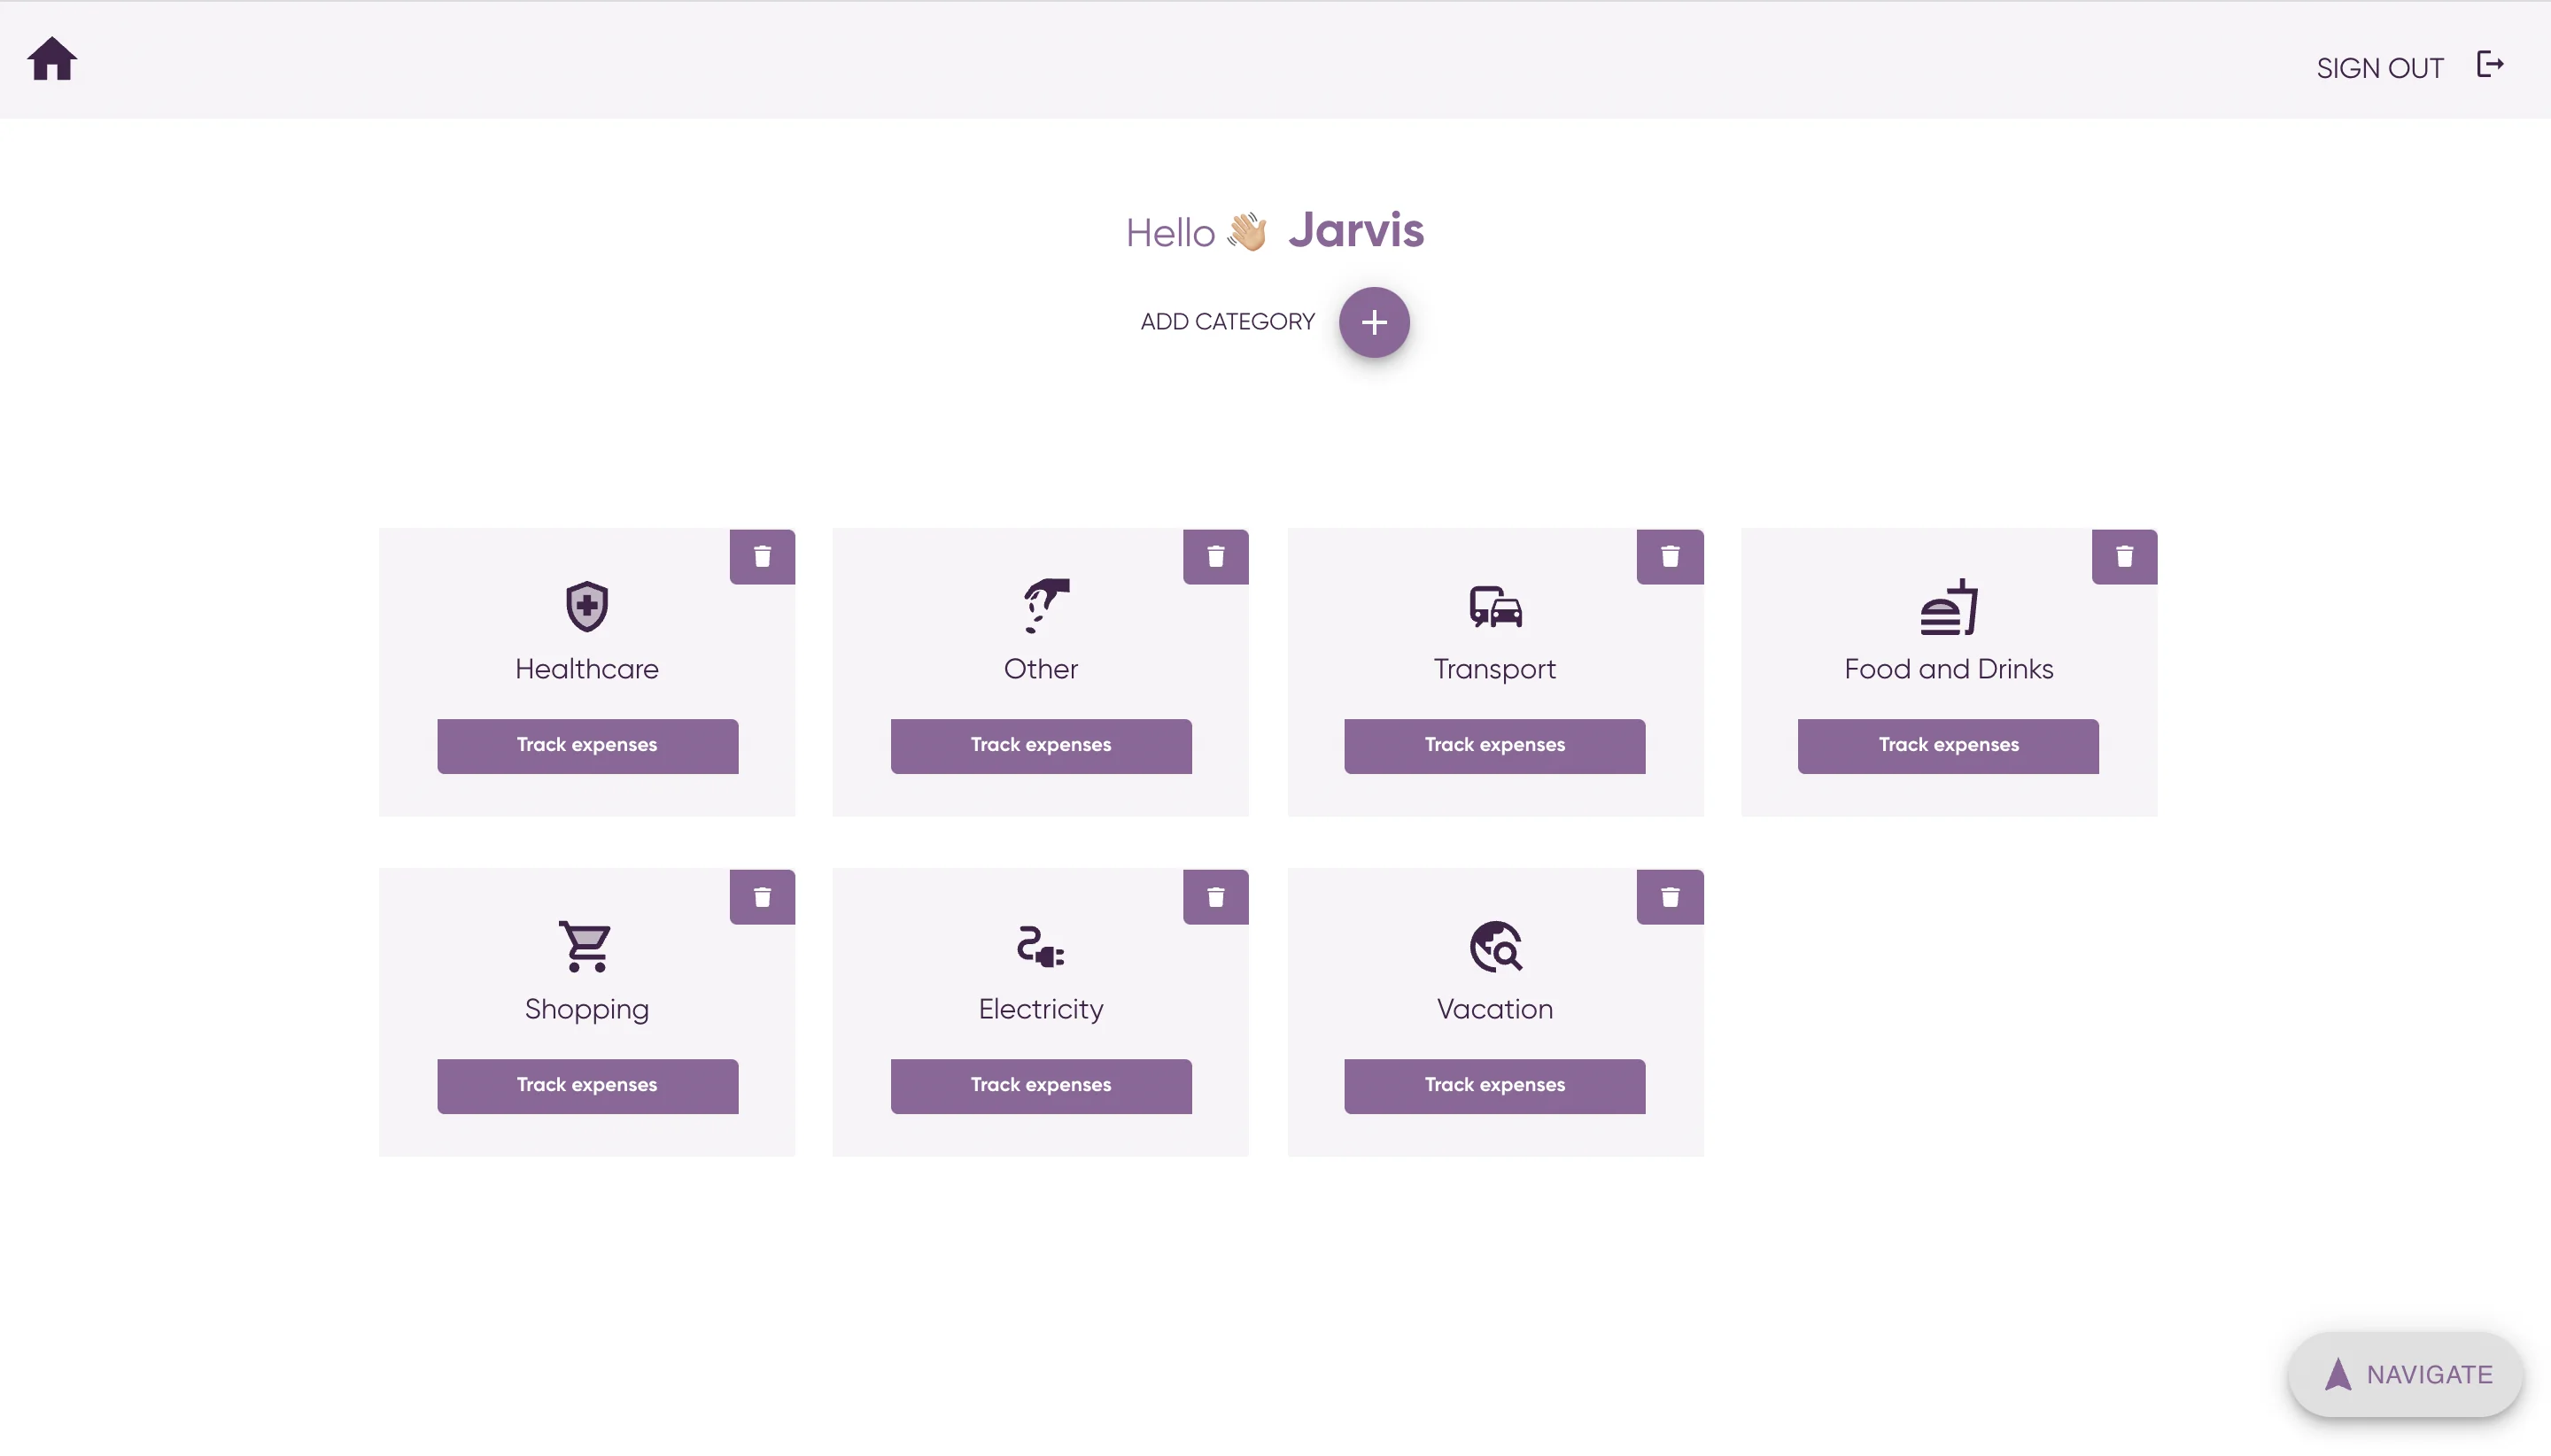 SIGN OUT
Hello 👋🏼 Jarvis
ADD CATEGORY
Healthcare
Track expenses
Other
Track expenses
Transport
Track expenses
Food and Drinks
Track expenses
Shopping
Track expenses
Electricity
Track expenses
Vacation
Track expenses
NAVIGATE